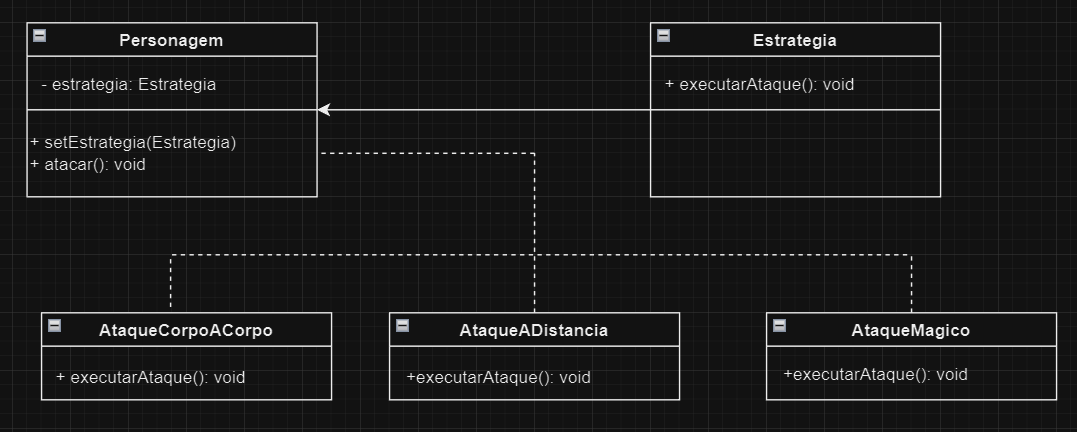 Personagem
- estrategia: Estrategia
+ setEstrategia(Estrategia)
+ atacar(): void
Estrategia
+ executarAtaque(): void
AtaqueCorpoACorpo
+ executarAtaque(): void
AtaqueADistancia
+executarAtaque(): void
AtaqueMagico
+executarAtaque(): void